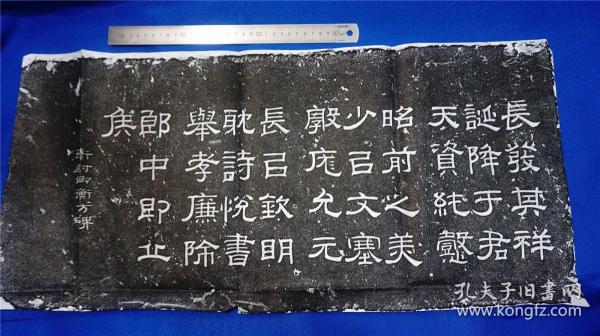 長發其祥
誕降于君
天資純懿
昭前之美
少㠯文塞
敦庬允元
長㠯欽明
耽詩悅書
舉孝廉除
郎中即丘
侯
衡方碑
孔夫子旧书网
www.kongfz.com